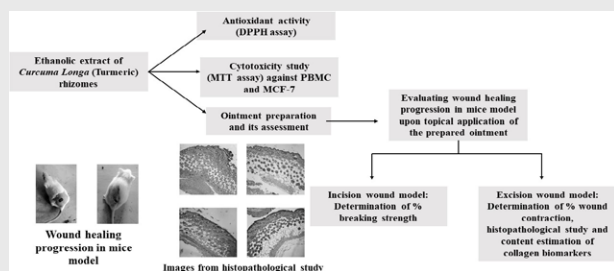 Antioxidant activity
(DPPH assay)
Ethanolic extract of
Curcuma Longa (Turmeric)
rhizomes
Cytotoxicity study
(MTT assay) against PBMC
and MCF-7
Ointment preparation
and its assessment
Evaluating wound healing
progression in mice model
upon topical application of
the prepared ointment
Incision wound model:
Determination of %
breaking strength
Excision wound model:
Determination of % wound
contraction,
histopathological study and
content estimation of
collagen biomarkers
Wound healing
progression in mice
model
Images from histopathological study